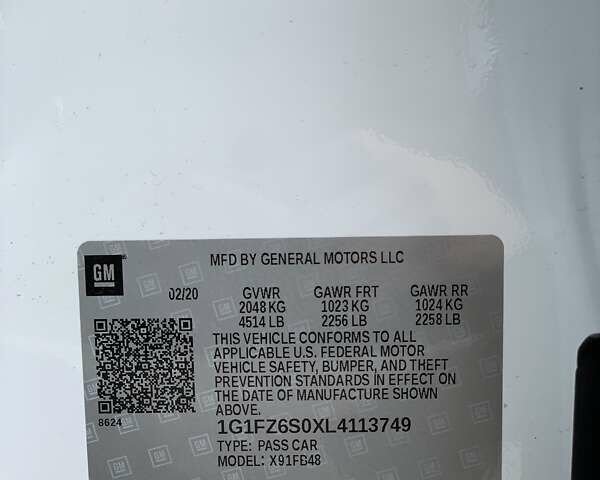 GM
MFD BY GENERAL MOTORS LLC
02/20 GVWR GAWR FRT GAWR RR
2048 KG 1023 KG 1024 KG
4514 LB 2256 LB 2258 LB
THIS VEHICLE CONFORMS TO ALL
APPLICABLE U.S. FEDERAL MOTOR
VEHICLE SAFETY, BUMPER, AND THEFT
PREVENTION STANDARDS IN EFFECT ON
THE DATE OF MANUFACTURE SHOWN
ABOVE.
8624
1G1FZ6S0XL4113749
TYPE: PASS CAR
MODEL: X91FB48